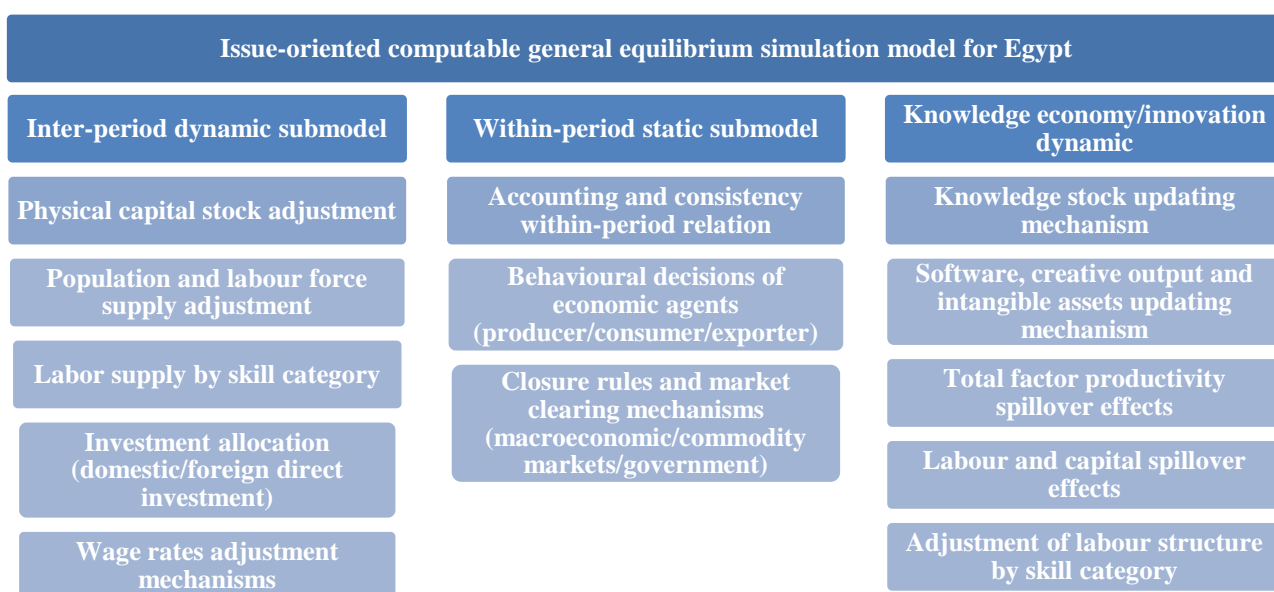 Issue-oriented computable general equilibrium simulation model for Egypt
Inter-period dynamic submodel
Physical capital stock adjustment
Population and labour force
supply adjustment
Labor supply by skill category
Investment allocation
(domestic/foreign direct
investment)
Wage rates adjustment
mechanisms
Within-period static submodel
Accounting and consistency
within-period relation
Behavioural decisions of
economic agents
(producer/consumer/exporter)
Closure rules and market
clearing mechanisms
(macroeconomic/commodity
markets/government)
Knowledge economy/innovation
dynamic
Knowledge stock updating
mechanism
Software, creative output and
intangible assets updating
mechanism
Total factor productivity
spillover effects
Labour and capital spillover
effects
Adjustment of labour structure
by skill category